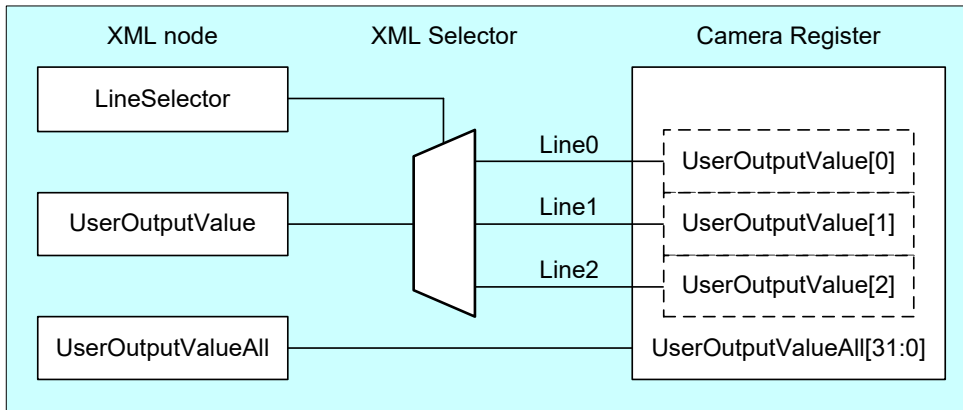 XML node
XML Selector
Camera Register
LineSelector
Line0
UserOutputValue[0]
UserOutputValue
Line1
UserOutputValue[1]
Line2
UserOutputValue[2]
UserOutputValueAll
UserOutputValueAll[31:0]